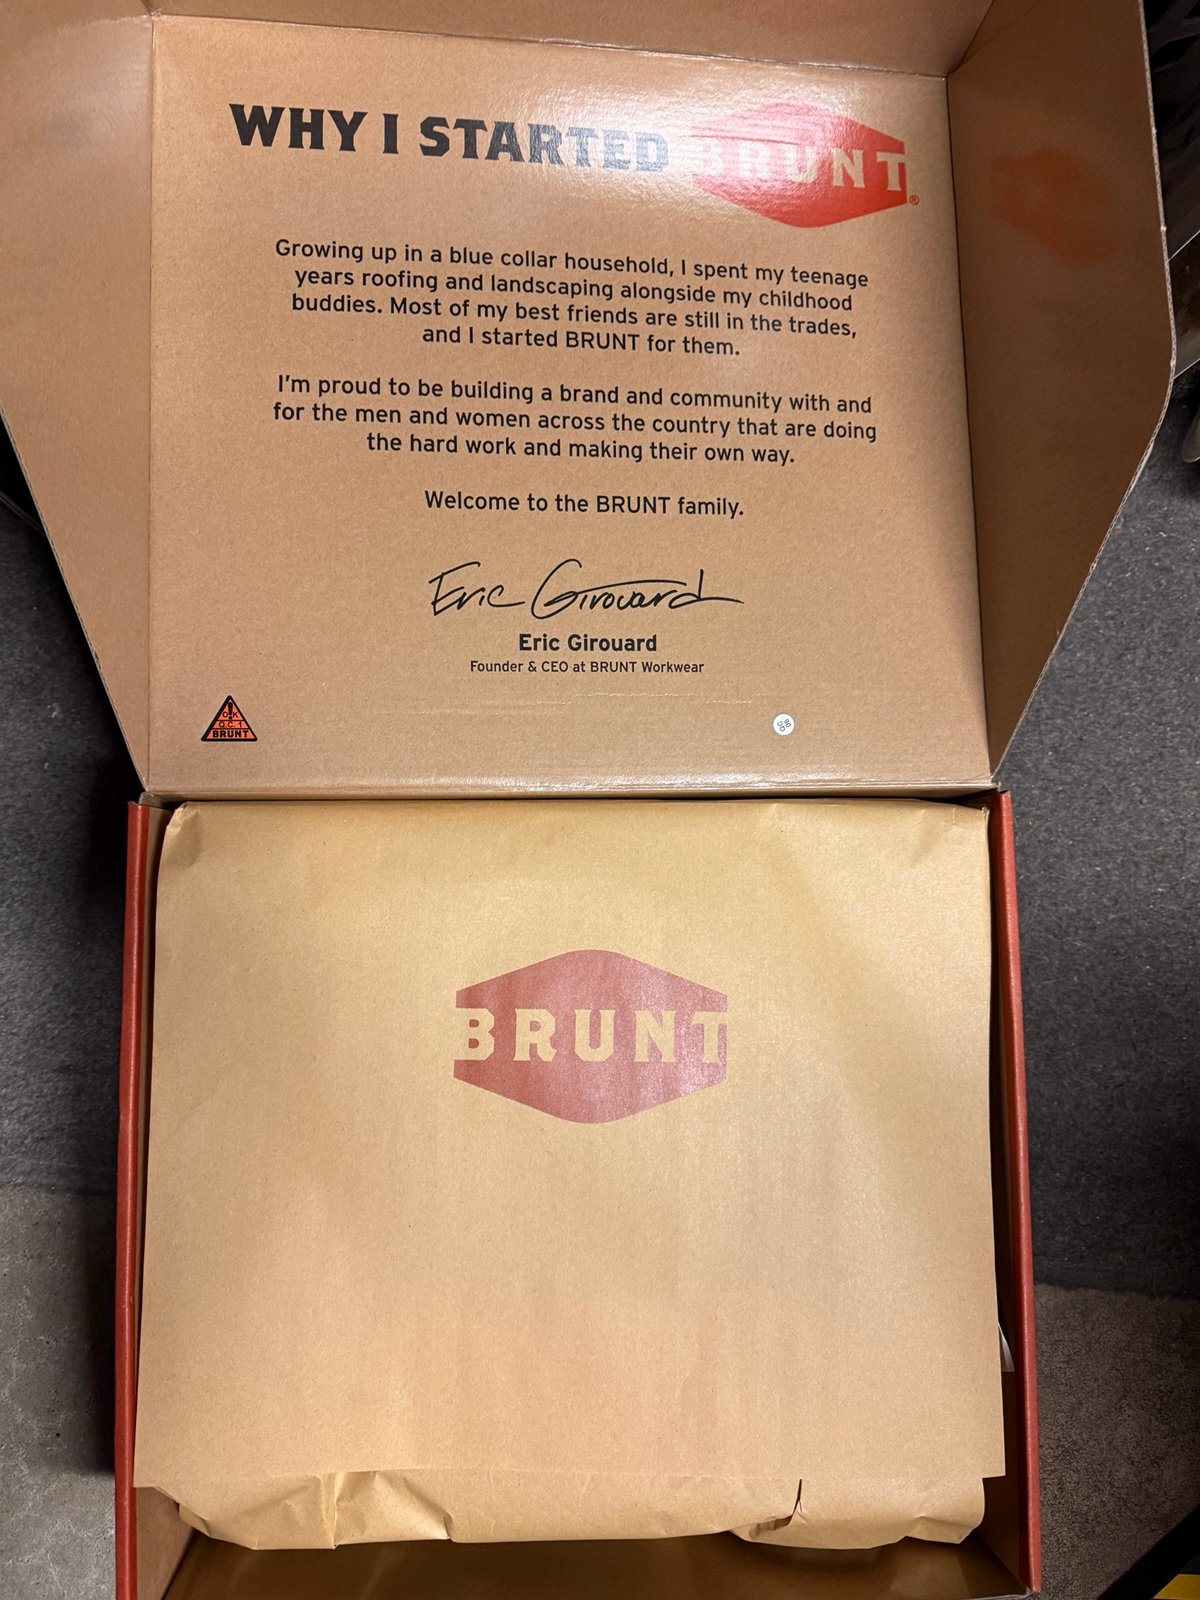 WHY I STARTED BRUNT®
Growing up in a blue collar household, I spent my teenage
years roofing and landscaping alongside my childhood
buddies. Most of my best friends are still in the trades,
and I started BRUNT for them.
I'm proud to be building a brand and community with and
for the men and women across the country that are doing
the hard work and making their own way.
Welcome to the BRUNT family.
Eric Girouard
Eric Girouard
Founder & CEO at BRUNT Workwear
OK
Q.C. 1
BRUNT
BRUNT